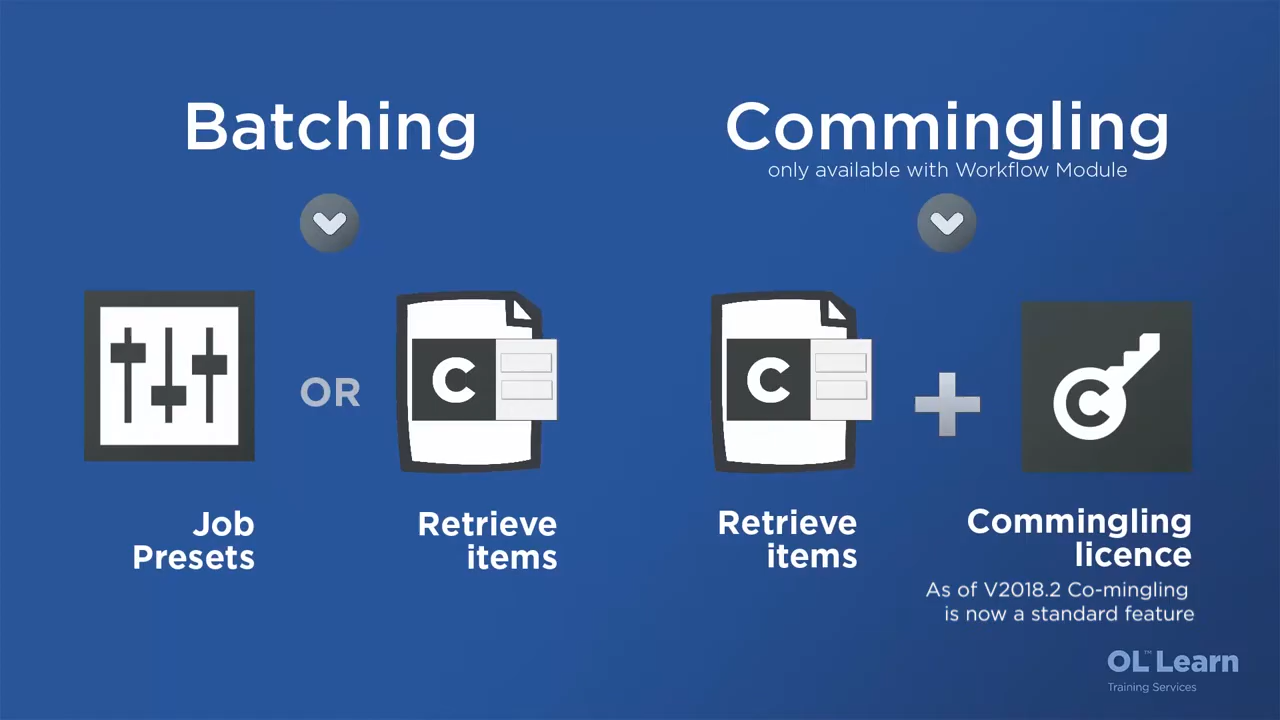 Batching
Commingling
only available with Workflow Module
OR
C
C
C
Job
Presets
Retrieve
items
Retrieve
items
Commingling
licence
As of V2018.2 Co-mingling
is now a standard feature
OL™ Learn
Training Services